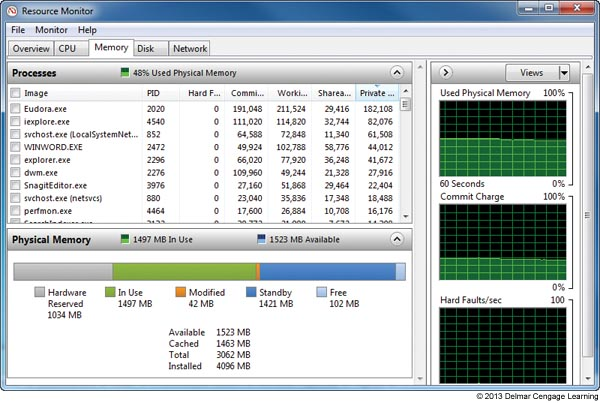 Resource Monitor
File Monitor Help
Overview CPU Memory Disk Network
Processes 48% Used Physical Memory
Image PID Hard F... Commi... Worki... Sharea... Private ...
Eudora.exe 2020 0 191,048 211,524 29,416 182,108
iexplore.exe 4540 0 111,020 114,820 32,744 82,076
svchost.exe (LocalSystemNet... 852 0 64,588 72,848 11,340 61,508
WINWORD.EXE 2472 0 49,924 102,788 58,776 44,012
explorer.exe 2296 0 66,020 77,920 36,248 41,672
dwm.exe 2276 0 109,960 49,244 21,328 27,916
SnagitEditor.exe 3976 0 27,160 51,868 29,464 22,404
svchost.exe (netsvcs) 880 0 23,040 35,836 17,348 18,488
perfmon.exe 4464 0 17,600 26,884 10,708 16,176
Physical Memory 1497 MB In Use 1523 MB Available
Hardware Reserved 1034 MB
In Use 1497 MB
Modified 42 MB
Standby 1421 MB
Free 102 MB
Available 1523 MB
Cached 1463 MB
Total 3062 MB
Installed 4096 MB
Views
Used Physical Memory 100%
60 Seconds 0%
Commit Charge 100%
0%
Hard Faults/sec 100
© 2013 Delmar Cengage Learning